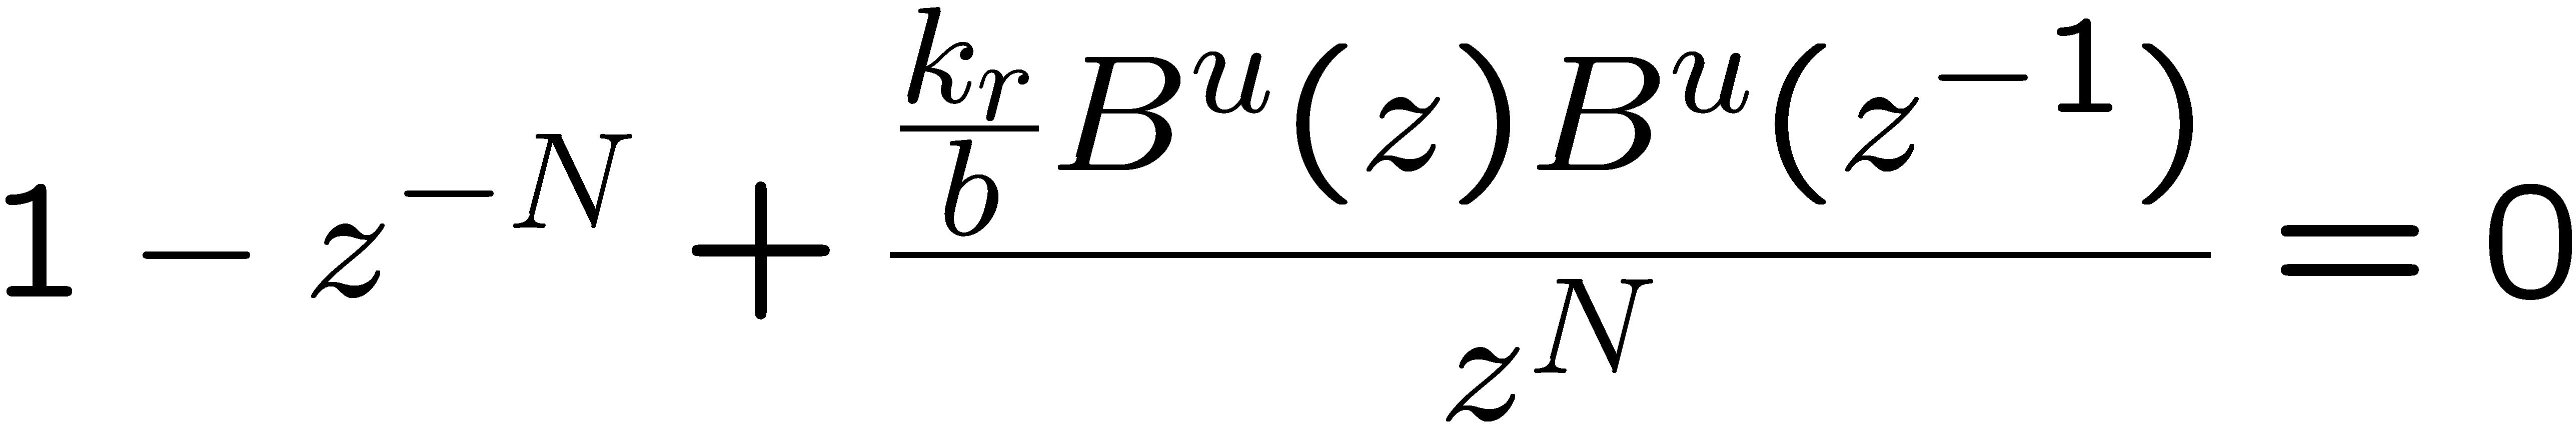 $1 - z^{-N} + \frac{\frac{k_r}{b} B^u(z) B^u(z^{-1})}{z^N} = 0$